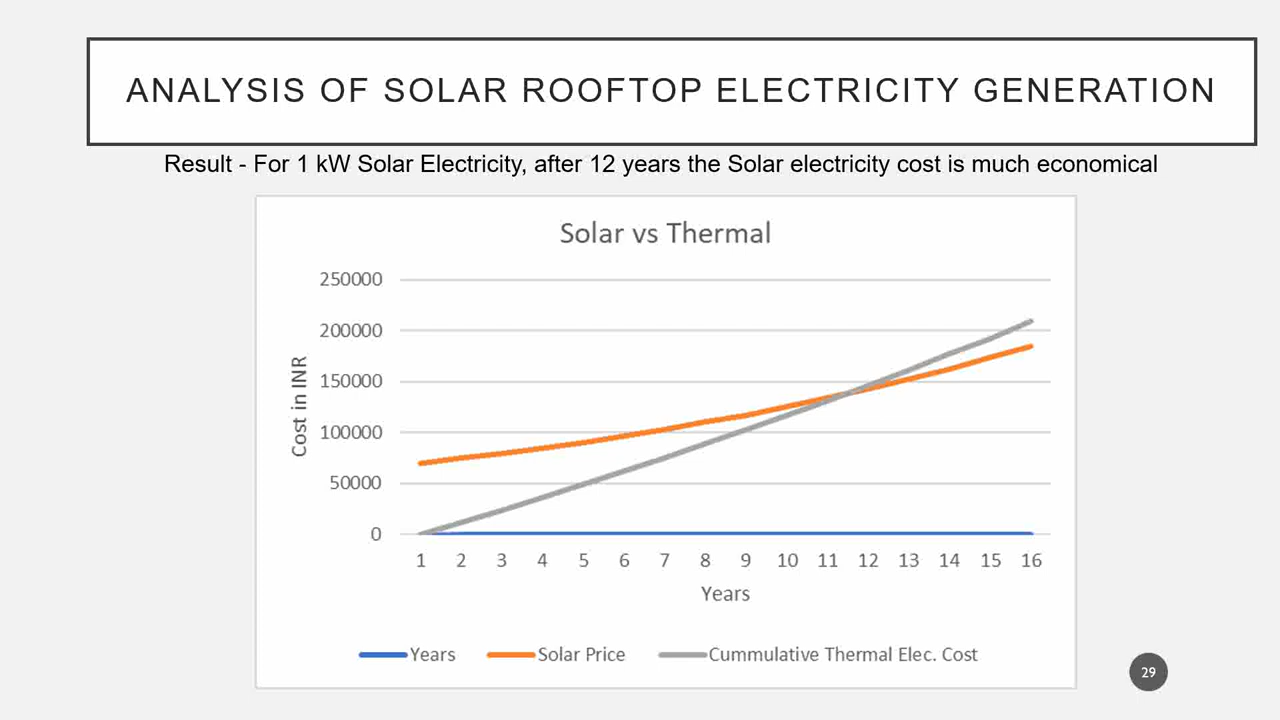 ANALYSIS OF SOLAR ROOFTOP ELECTRICITY GENERATION
Result - For 1 kW Solar Electricity, after 12 years the Solar electricity cost is much economical
Solar vs Thermal
250000
200000
150000
100000
50000
0
Cost in INR
1 2 3 4 5 6 7 8 9 10 11 12 13 14 15 16
Years
Years Solar Price Cummulative Thermal Elec. Cost
29